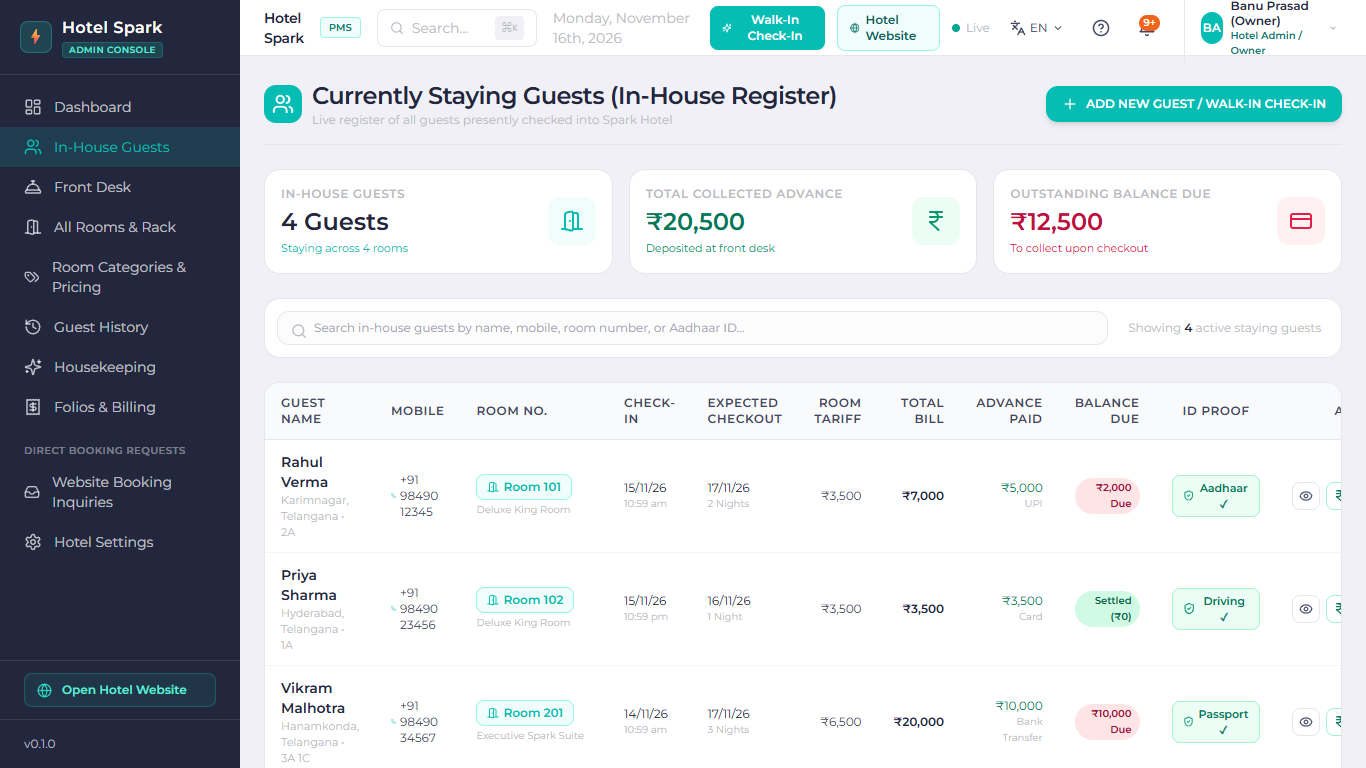 Hotel Spark
ADMIN CONSOLE
Dashboard
In-House Guests
Front Desk
All Rooms & Rack
Room Categories &
Pricing
Guest History
Housekeeping
Folios & Billing
DIRECT BOOKING REQUESTS
Website Booking
Inquiries
Hotel Settings
Open Hotel Website
v0.1.0
Hotel
Spark
PMS
Search...
⌘K
Monday, November
16th, 2026
Walk-In
Check-In
Hotel
Website
Live
EN
9+
BA
Banu Prasad
(Owner)
Hotel Admin /
Owner
Currently Staying Guests (In-House Register)
Live register of all guests presently checked into Spark Hotel
ADD NEW GUEST / WALK-IN CHECK-IN
IN-HOUSE GUESTS
4 Guests
Staying across 4 rooms
TOTAL COLLECTED ADVANCE
₹20,500
Deposited at front desk
OUTSTANDING BALANCE DUE
₹12,500
To collect upon checkout
Search in-house guests by name, mobile, room number, or Aadhaar ID...
Showing 4 active staying guests
GUEST
NAME
MOBILE
ROOM NO.
CHECK-
IN
EXPECTED
CHECKOUT
ROOM
TARIFF
TOTAL
BILL
ADVANCE
PAID
BALANCE
DUE
ID PROOF
Rahul
Verma
Karimnagar,
Telangana •
2A
+91
98490
12345
Room 101
Deluxe King Room
15/11/26
10:59 am
17/11/26
2 Nights
₹3,500
₹7,000
₹5,000
UPI
₹2,000
Due
Aadhaar
✓
Priya
Sharma
Hyderabad,
Telangana •
1A
+91
98490
23456
Room 102
Deluxe King Room
15/11/26
10:59 pm
16/11/26
1 Night
₹3,500
₹3,500
₹3,500
Card
Settled
(₹0)
Driving
✓
Vikram
Malhotra
Hanamkonda,
Telangana •
3A 1C
+91
98490
34567
Room 201
Executive Spark Suite
14/11/26
10:59 am
17/11/26
3 Nights
₹6,500
₹20,000
₹10,000
Bank
Transfer
₹10,000
Due
Passport
✓